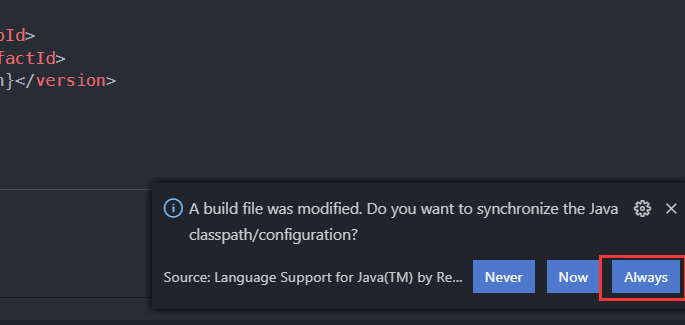 pId>
factId>
n}</version>
A build file was modified. Do you want to synchronize the Java
classpath/configuration?
Source: Language Support for Java(TM) by Re... Never Now Always